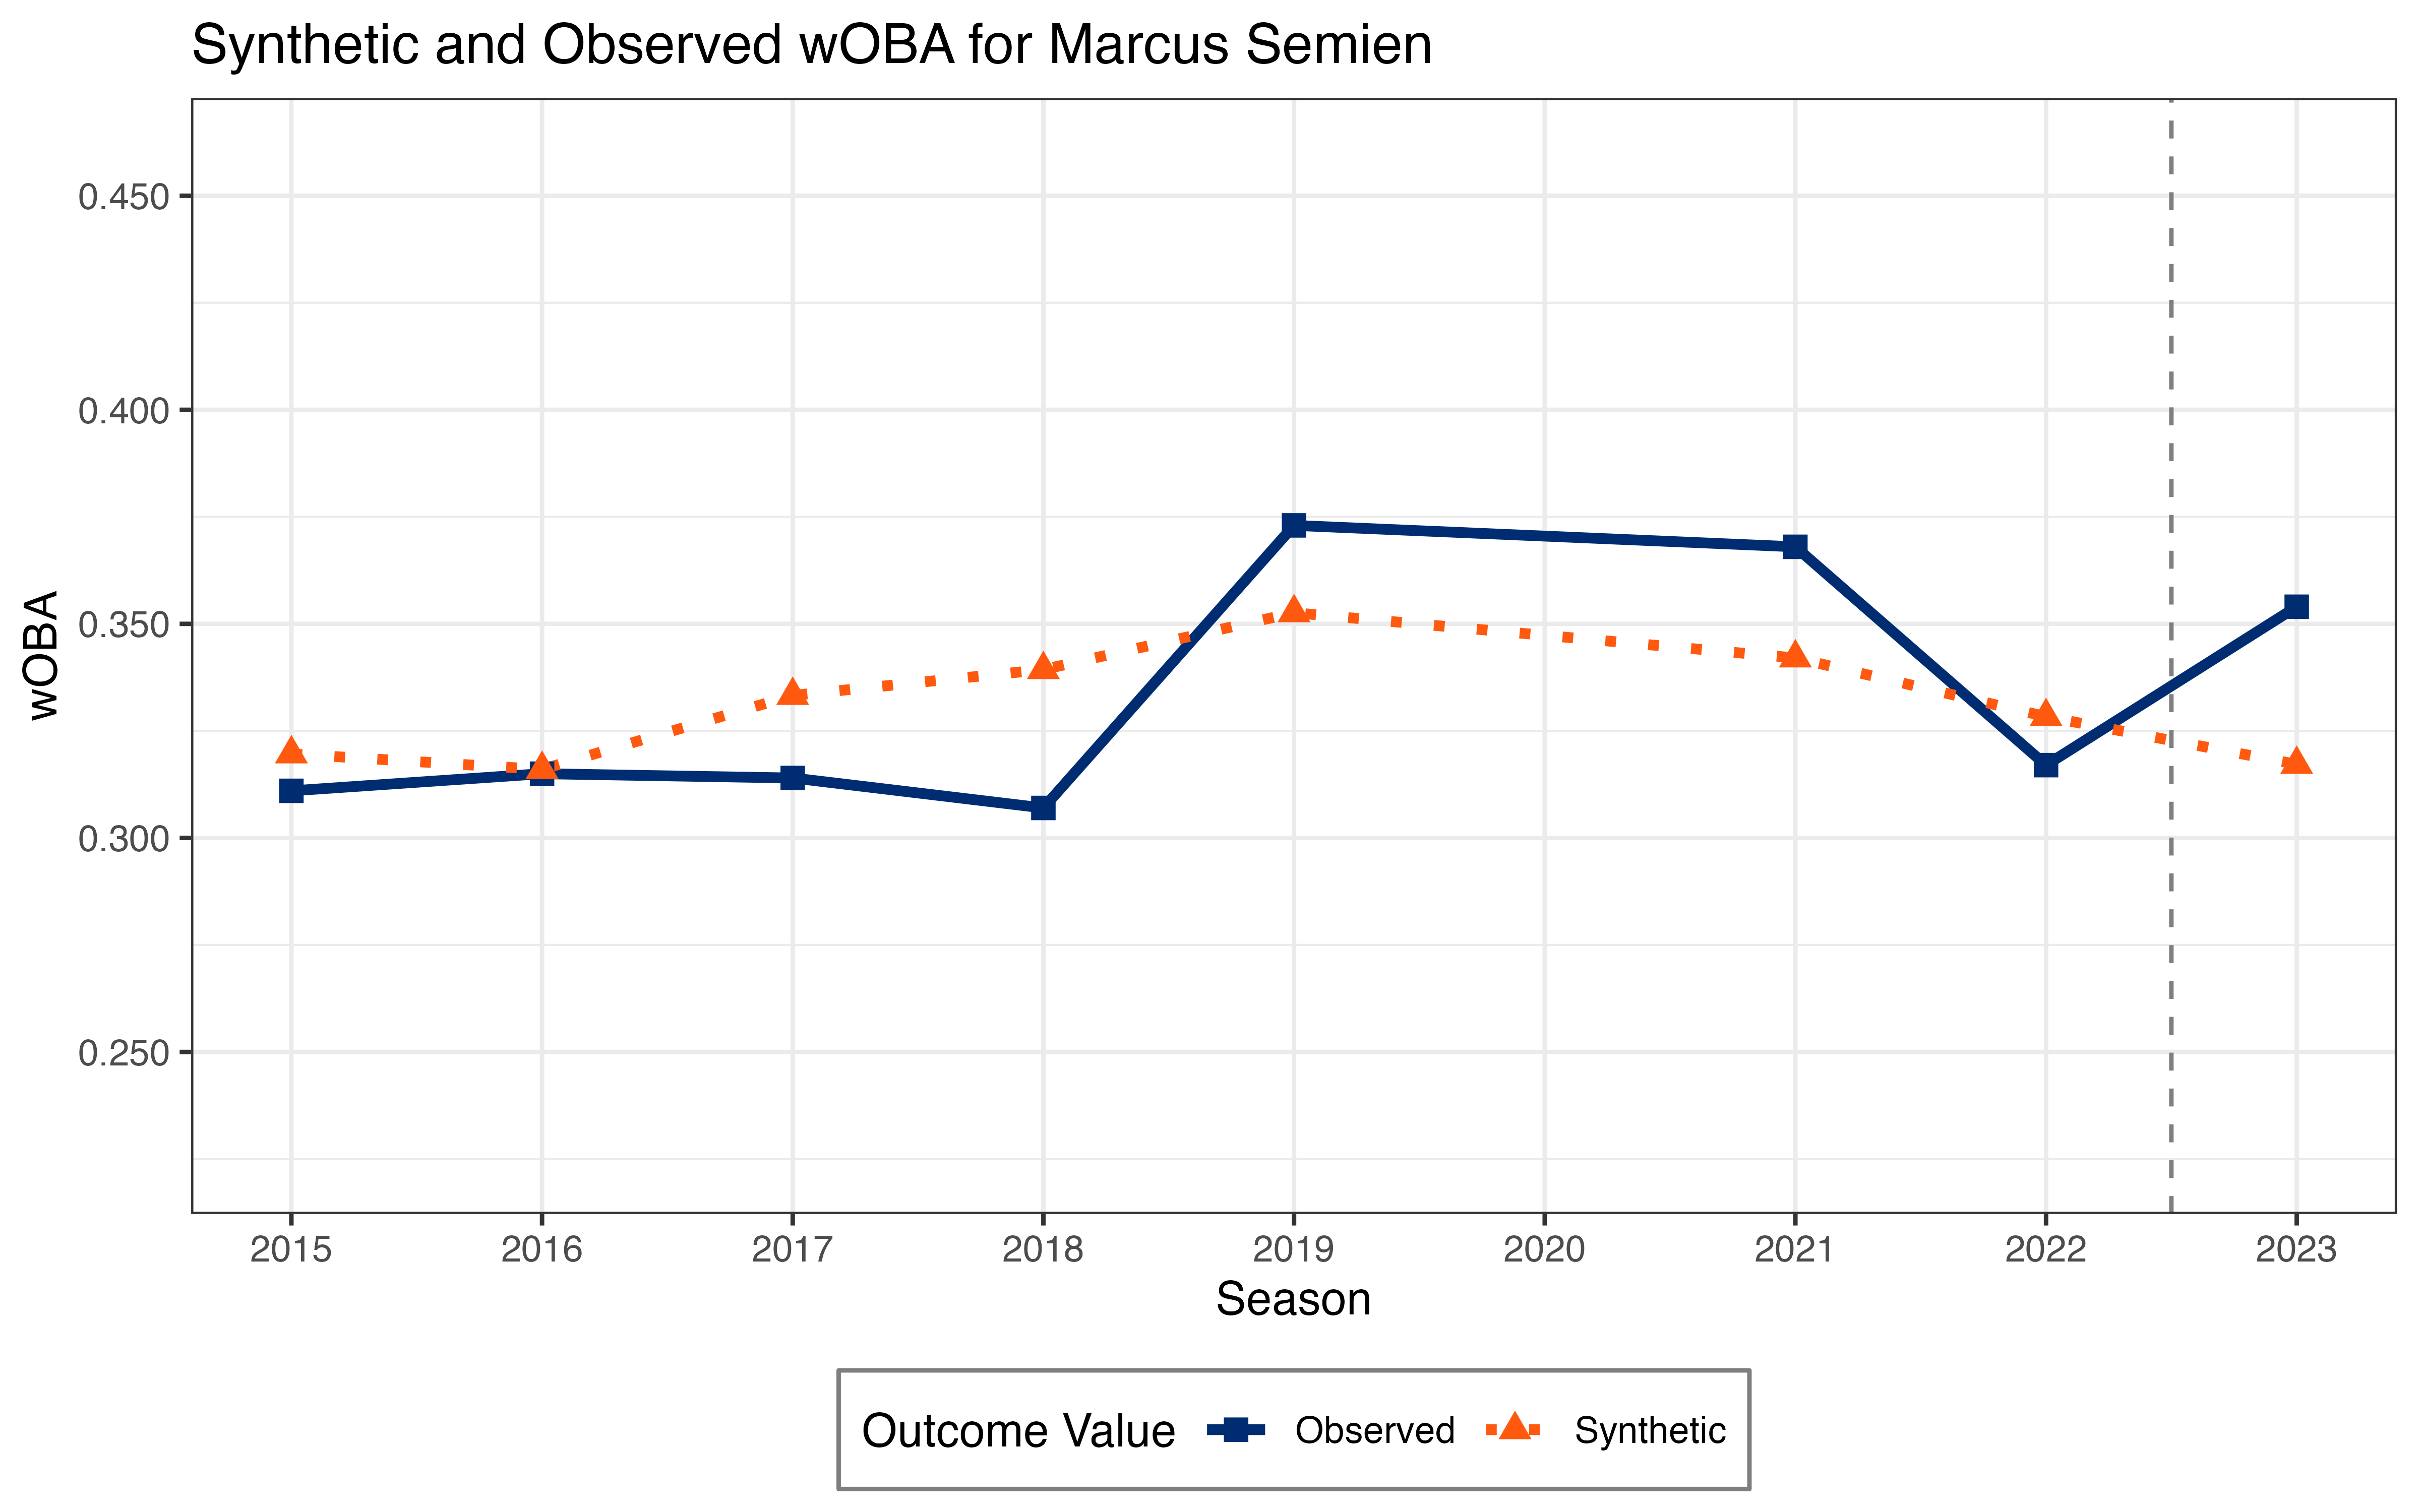 Synthetic and Observed wOBA for Marcus Semien
wOBA
0.450
0.400
0.350
0.300
0.250
2015 2016 2017 2018 2019 2020 2021 2022 2023
Season
Outcome Value Observed Synthetic